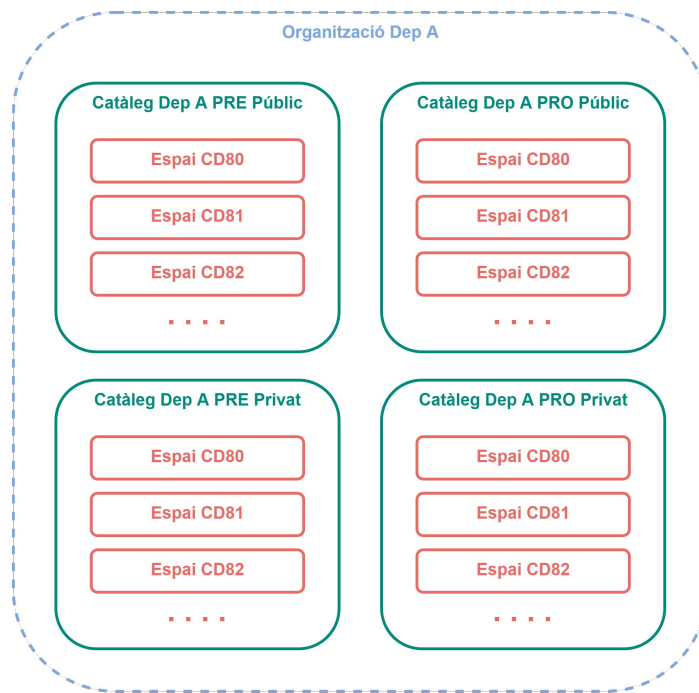 Organització Dep A
Catàleg Dep A PRE Públic
Catàleg Dep A PRO Públic
Espai CD80
Espai CD80
Espai CD81
Espai CD81
Espai CD82
Espai CD82
. . . .
. . . .
Catàleg Dep A PRE Privat
Catàleg Dep A PRO Privat
Espai CD80
Espai CD80
Espai CD81
Espai CD81
Espai CD82
Espai CD82
. . . .
. . . .